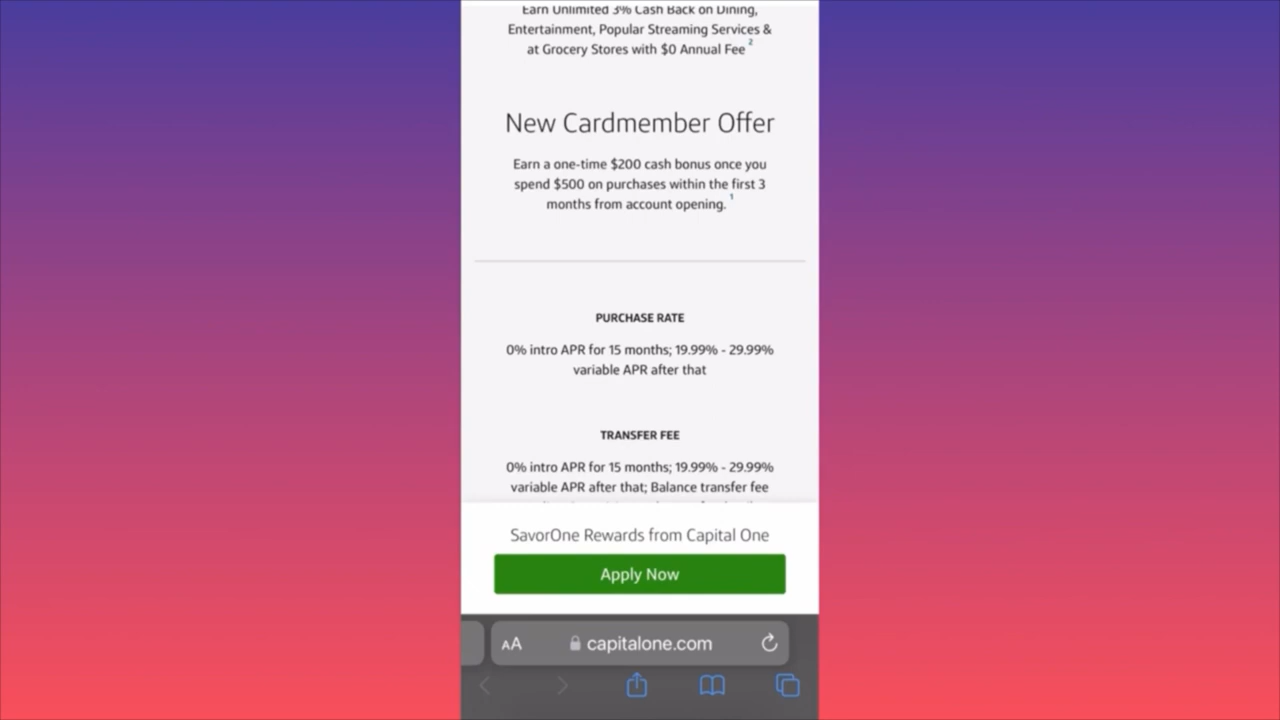 Earn Unlimited 3% Cash Back on Dining,
Entertainment, Popular Streaming Services &
at Grocery Stores with $0 Annual Fee 2
New Cardmember Offer
Earn a one-time $200 cash bonus once you
spend $500 on purchases within the first 3
months from account opening. 1
PURCHASE RATE
0% intro APR for 15 months; 19.99% - 29.99%
variable APR after that
TRANSFER FEE
0% intro APR for 15 months; 19.99% - 29.99%
variable APR after that; Balance transfer fee
SavorOne Rewards from Capital One
Apply Now
AA capitalone.com